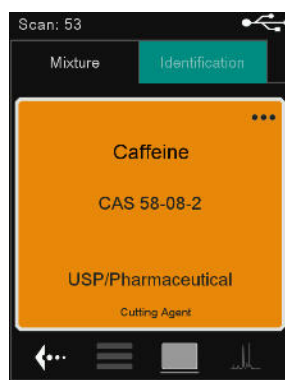 Scan: 53
Mixture
Identification
Caffeine
CAS 58-08-2
USP/Pharmaceutical
Cutting Agent